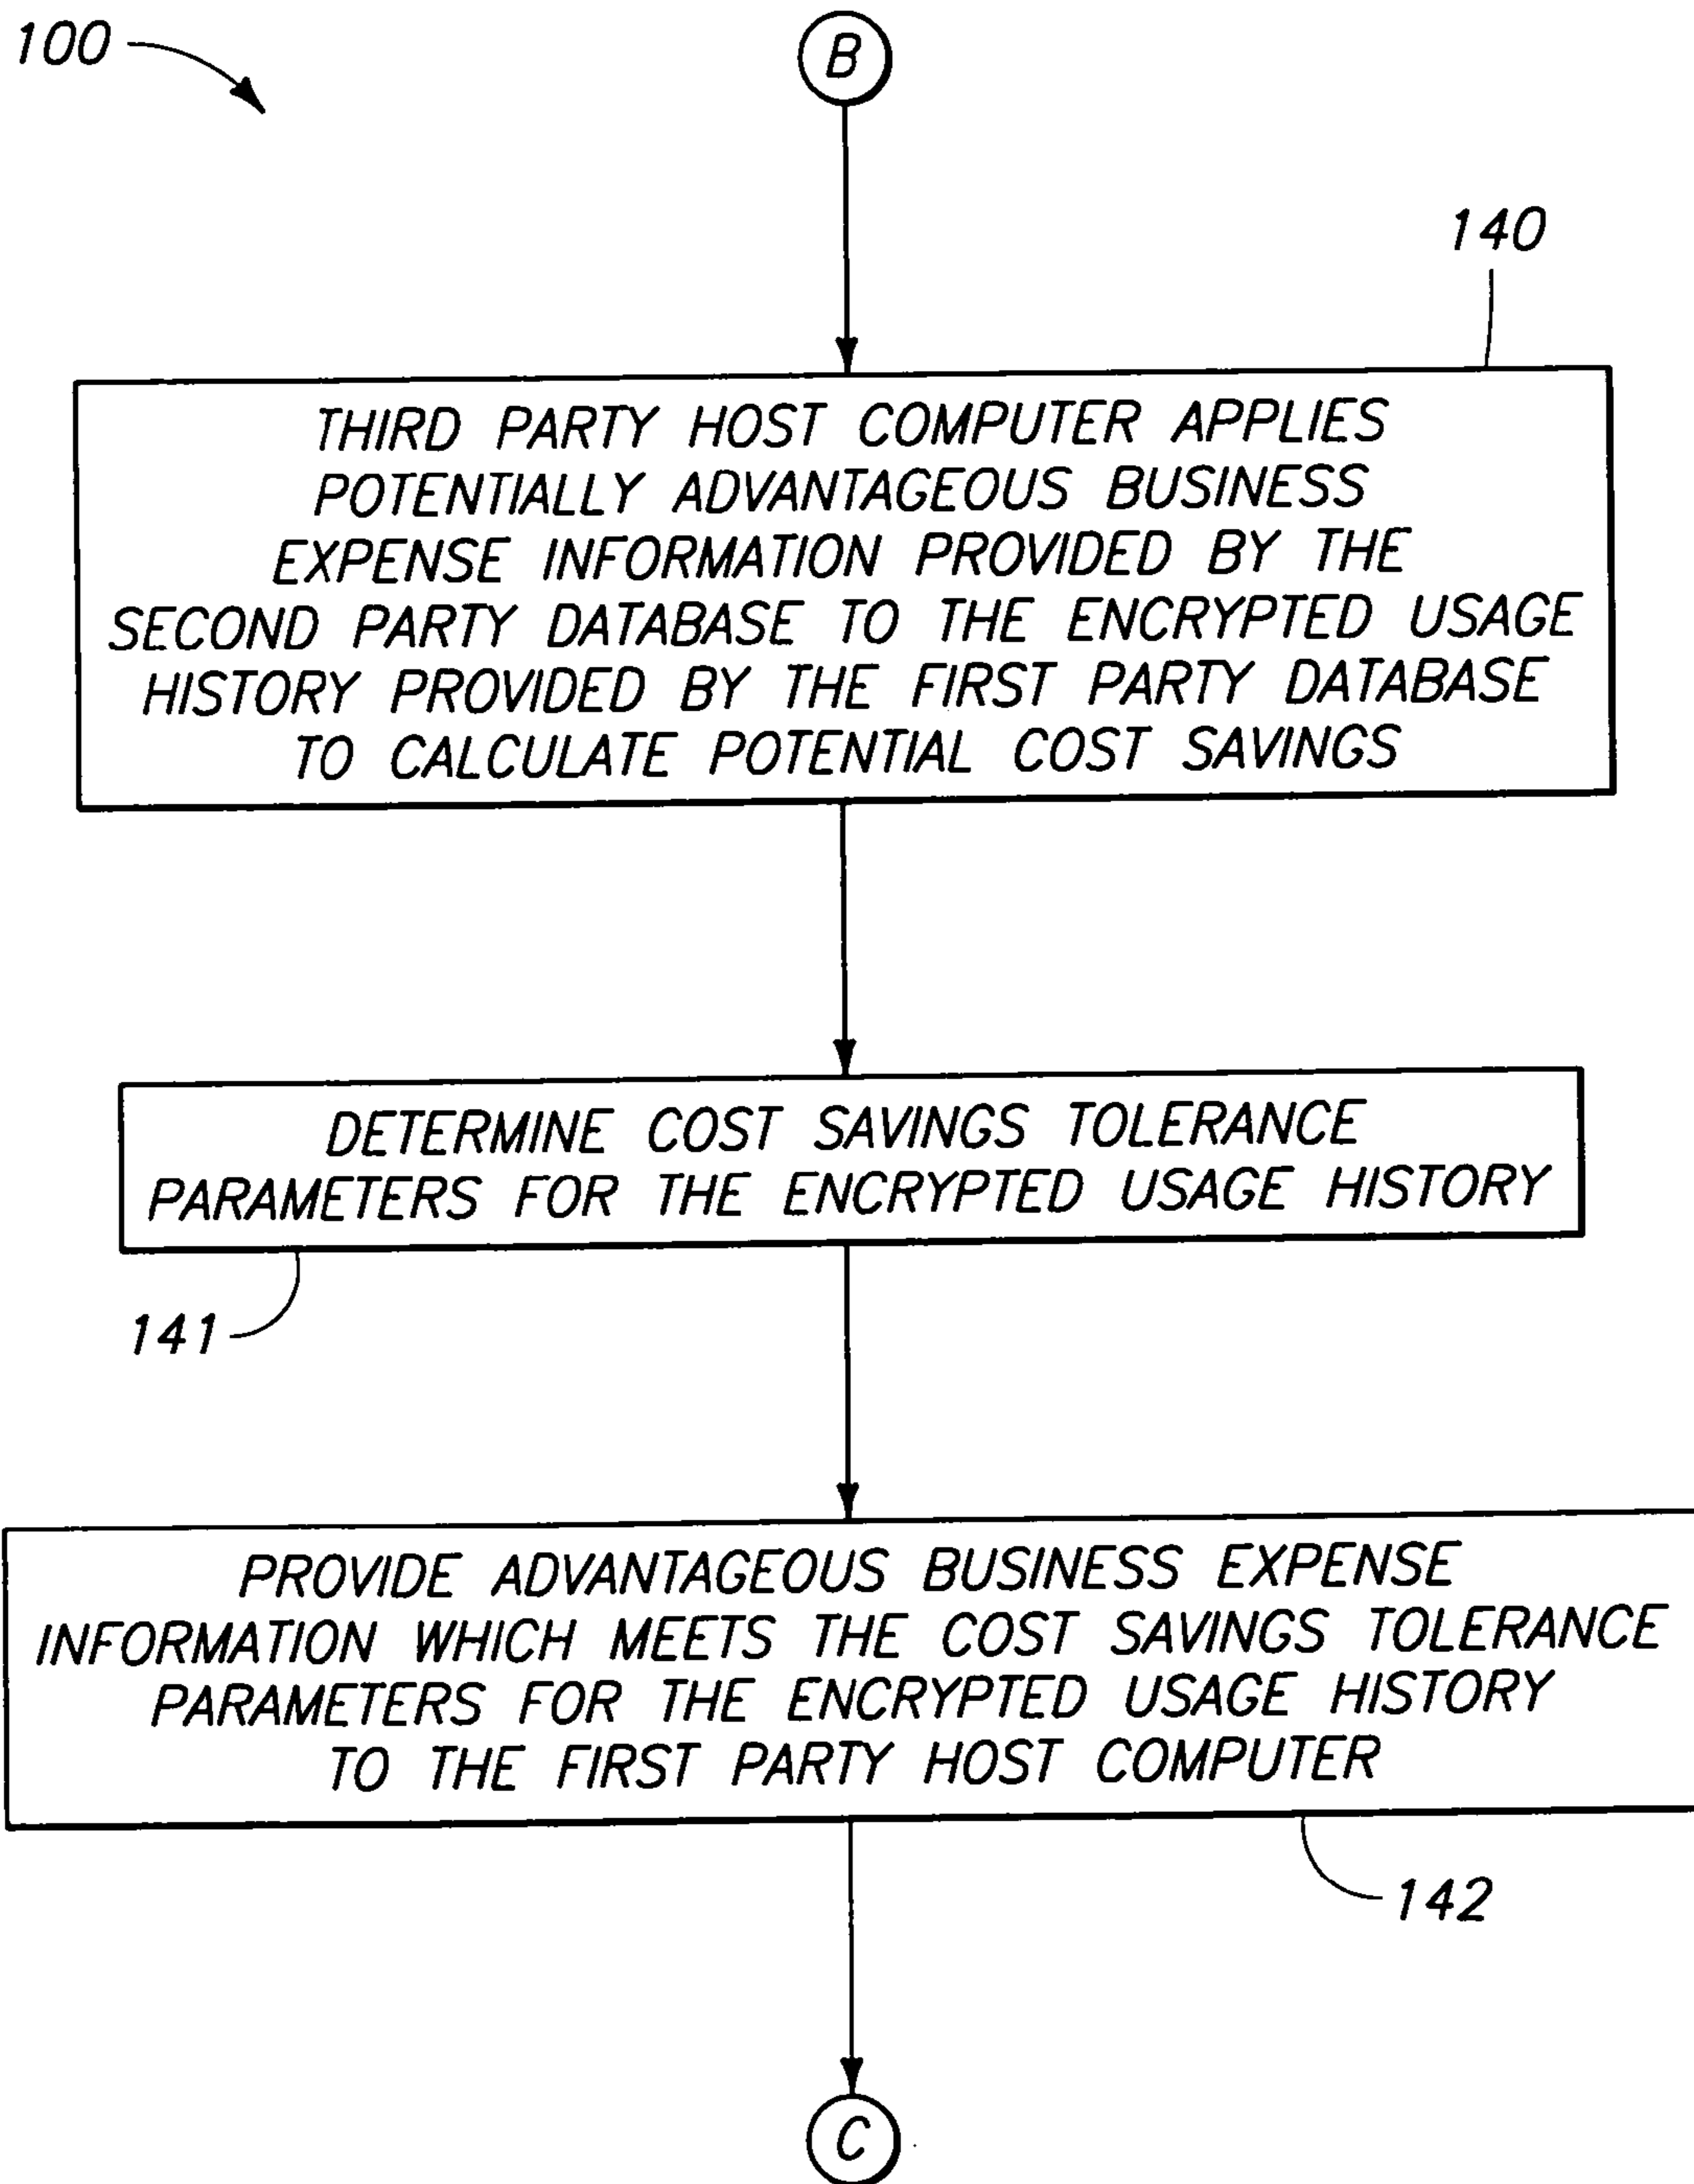 100
B
140
THIRD PARTY HOST COMPUTER APPLIES
POTENTIALLY ADVANTAGEOUS BUSINESS
EXPENSE INFORMATION PROVIDED BY THE
SECOND PARTY DATABASE TO THE ENCRYPTED USAGE
HISTORY PROVIDED BY THE FIRST PARTY DATABASE
TO CALCULATE POTENTIAL COST SAVINGS
DETERMINE COST SAVINGS TOLERANCE
PARAMETERS FOR THE ENCRYPTED USAGE HISTORY
141
PROVIDE ADVANTAGEOUS BUSINESS EXPENSE
INFORMATION WHICH MEETS THE COST SAVINGS TOLERANCE
PARAMETERS FOR THE ENCRYPTED USAGE HISTORY
TO THE FIRST PARTY HOST COMPUTER
142
C